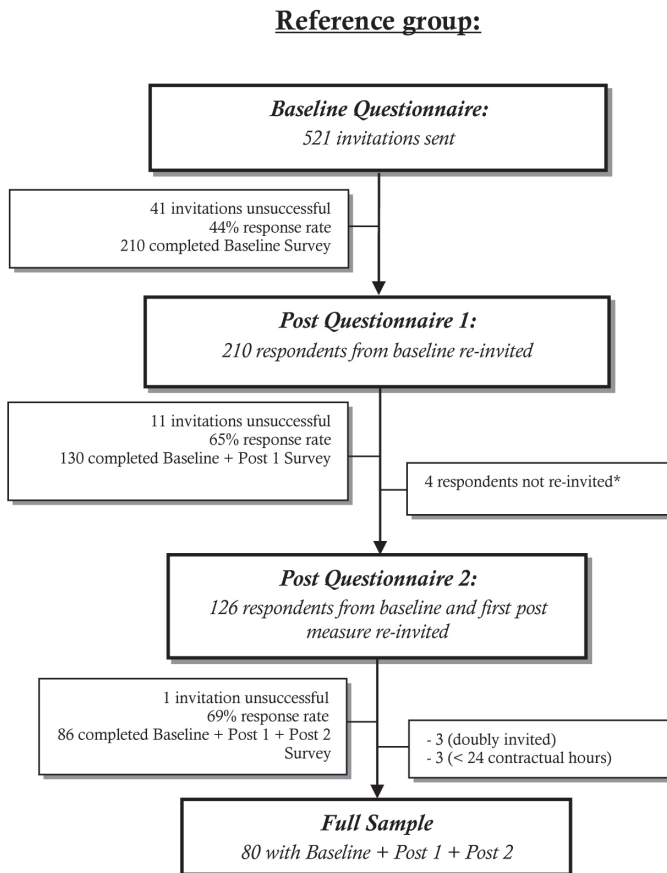 Reference group:
Baseline Questionnaire:
521 invitations sent
41 invitations unsuccessful
44% response rate
210 completed Baseline Survey
Post Questionnaire 1:
210 respondents from baseline re-invited
11 invitations unsuccessful
65% response rate
130 completed Baseline + Post 1 Survey
4 respondents not re-invited*
Post Questionnaire 2:
126 respondents from baseline and first post
measure re-invited
1 invitation unsuccessful
69% response rate
86 completed Baseline + Post 1 + Post 2
Survey
- 3 (doubly invited)
- 3 (< 24 contractual hours)
Full Sample
80 with Baseline + Post 1 + Post 2